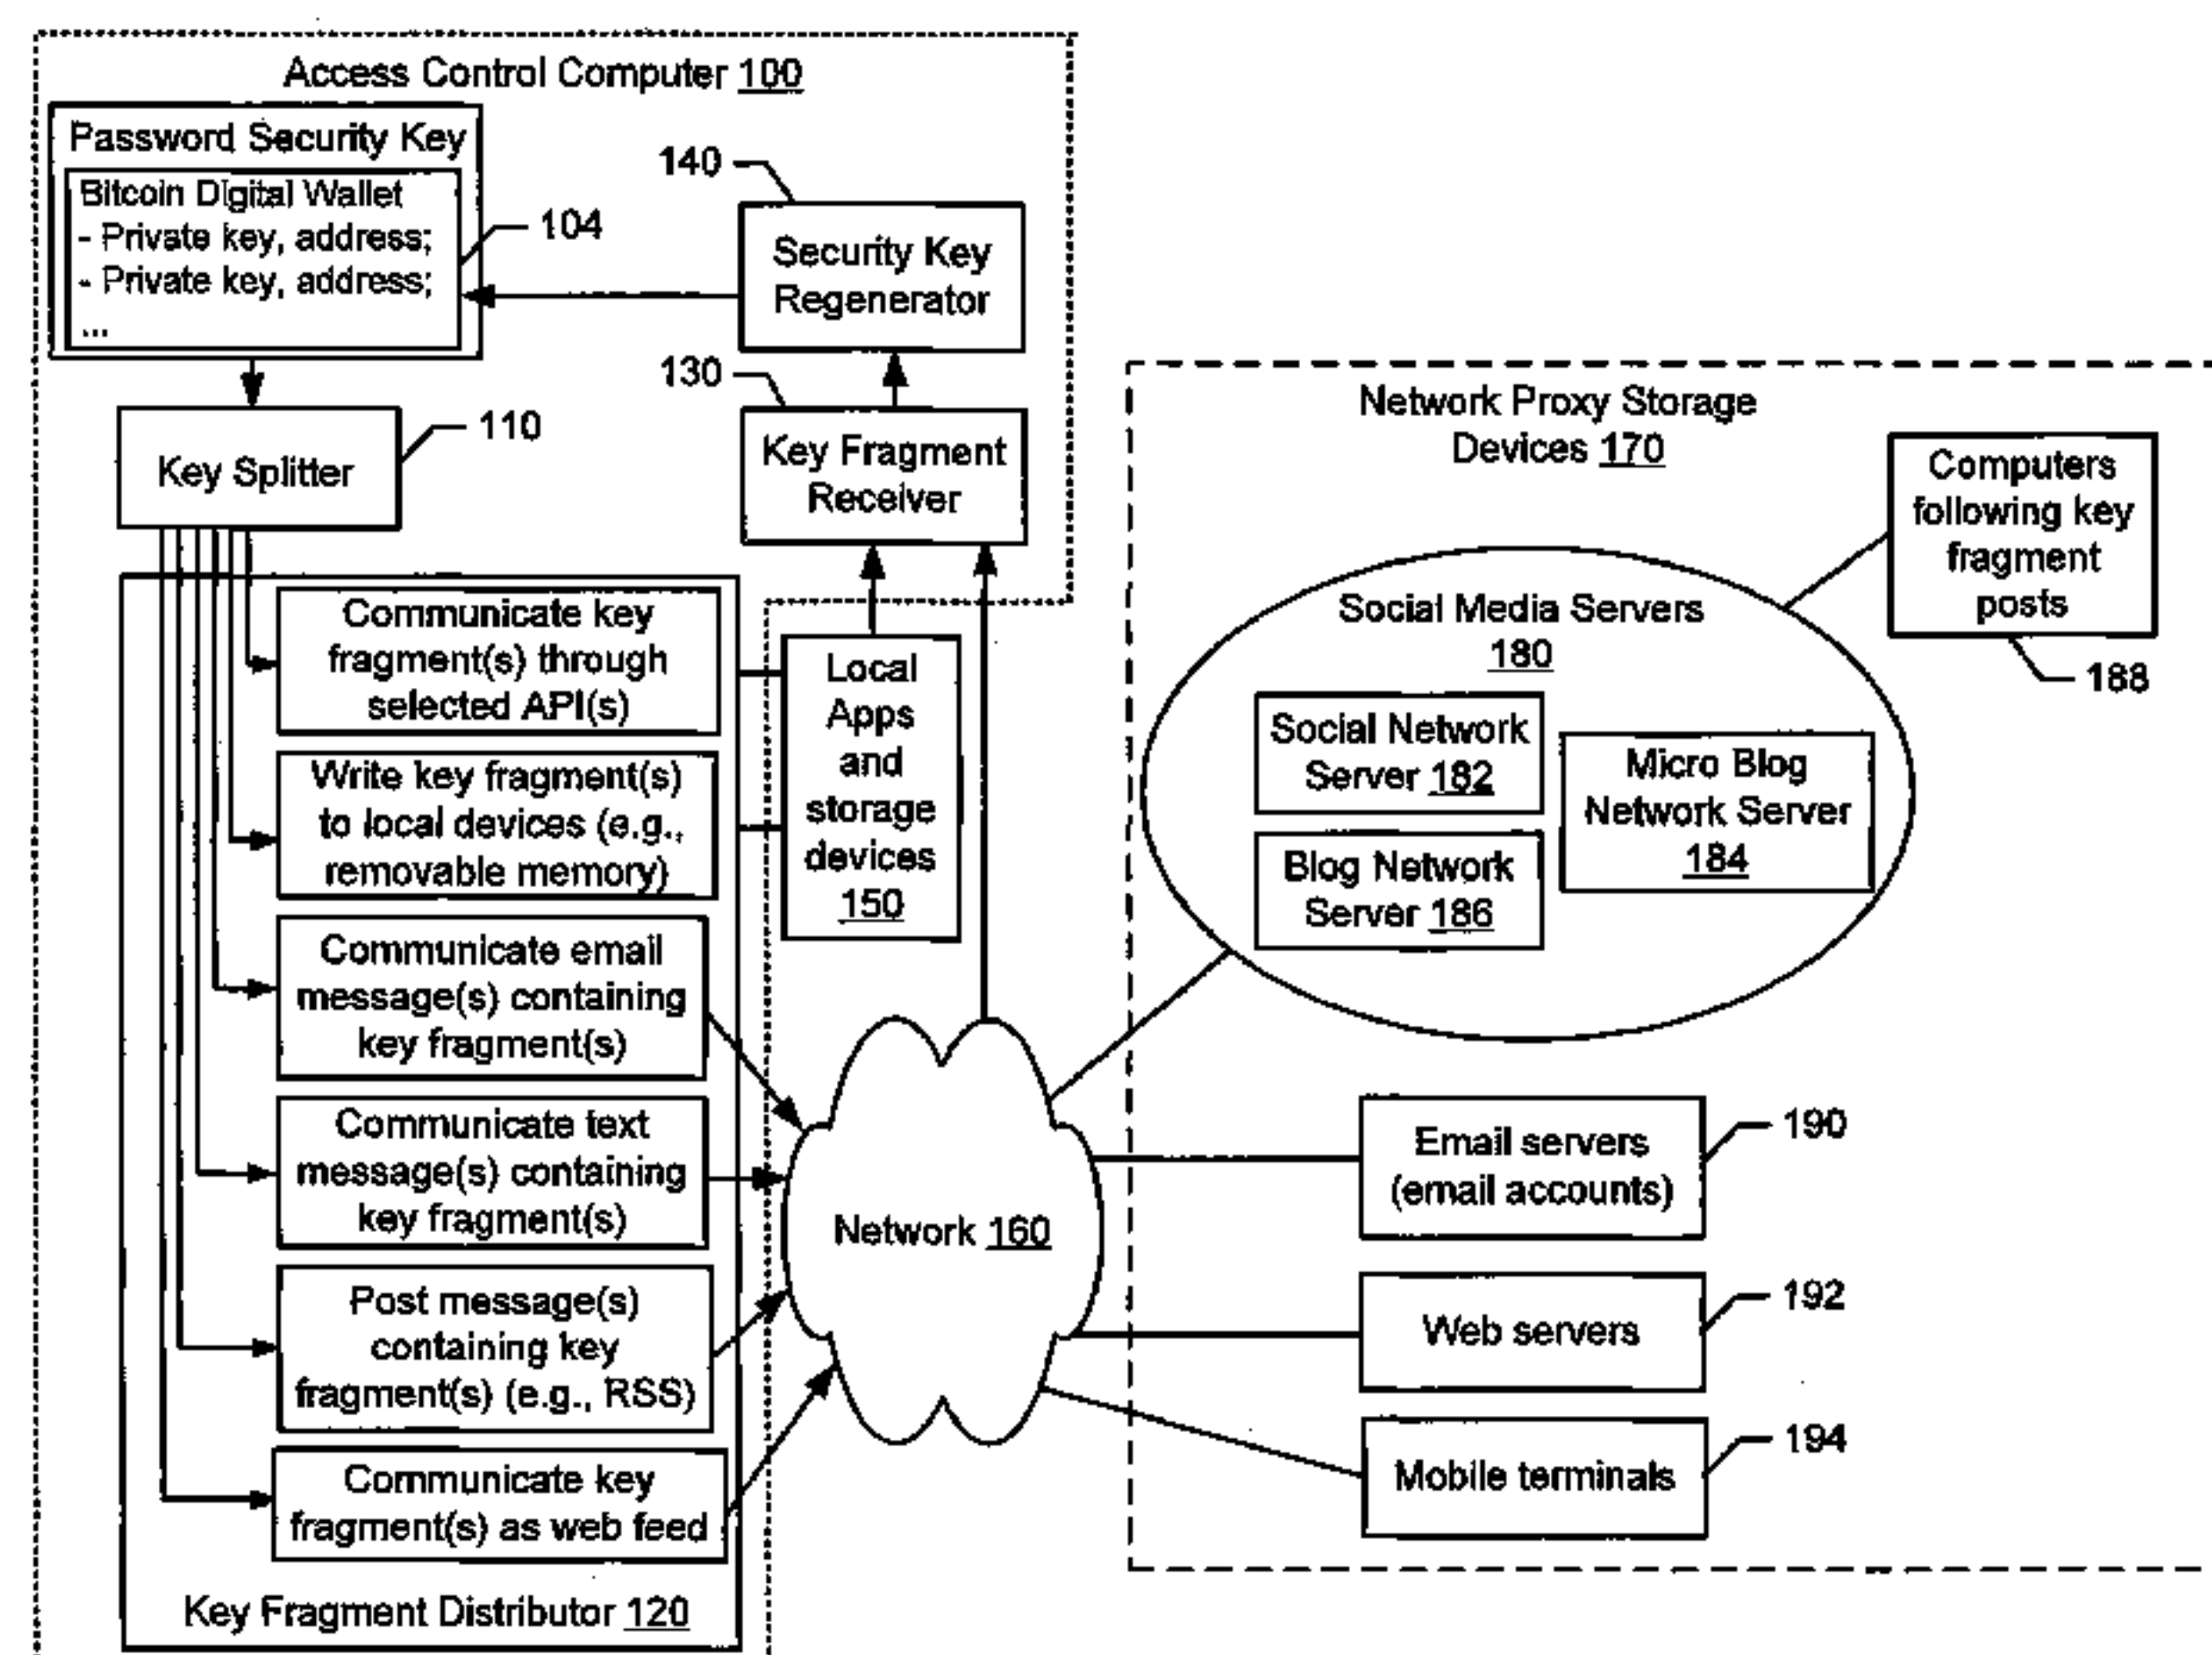 Access Control Computer 100
Password Security Key
Bitcoin Digital Wallet
- Private key, address;
- Private key, address;
...
104
140
Security Key
Regenerator
130
Key Fragment
Receiver
110
Key Splitter
Communicate key
fragment(s) through
selected API(s)
Write key fragment(s)
to local devices (e.g.,
removable memory)
Communicate email
message(s) containing
key fragment(s)
Communicate text
message(s) containing
key fragment(s)
Post message(s)
containing key
fragment(s) (e.g., RSS)
Communicate key
fragment(s) as web feed
Key Fragment Distributor 120
Local
Apps
and
storage
devices
150
Network 160
Network Proxy Storage
Devices 170
Computers
following key
fragment
posts
188
Social Media Servers
180
Social Network
Server 182
Micro Blog
Network Server
184
Blog Network
Server 186
Email servers
(email accounts)
190
Web servers
192
Mobile terminals
194